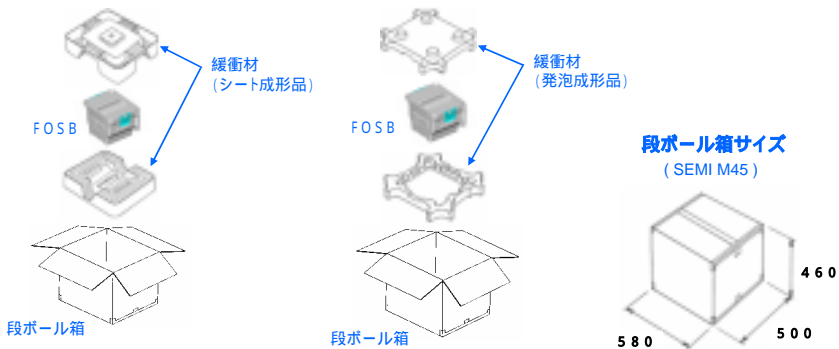 緩衝材
(シート成形品)
FOSB
段ボール箱
緩衝材
(発泡成形品)
FOSB
段ボール箱
段ボール箱サイズ
( SEMI M45 )
460
500
580